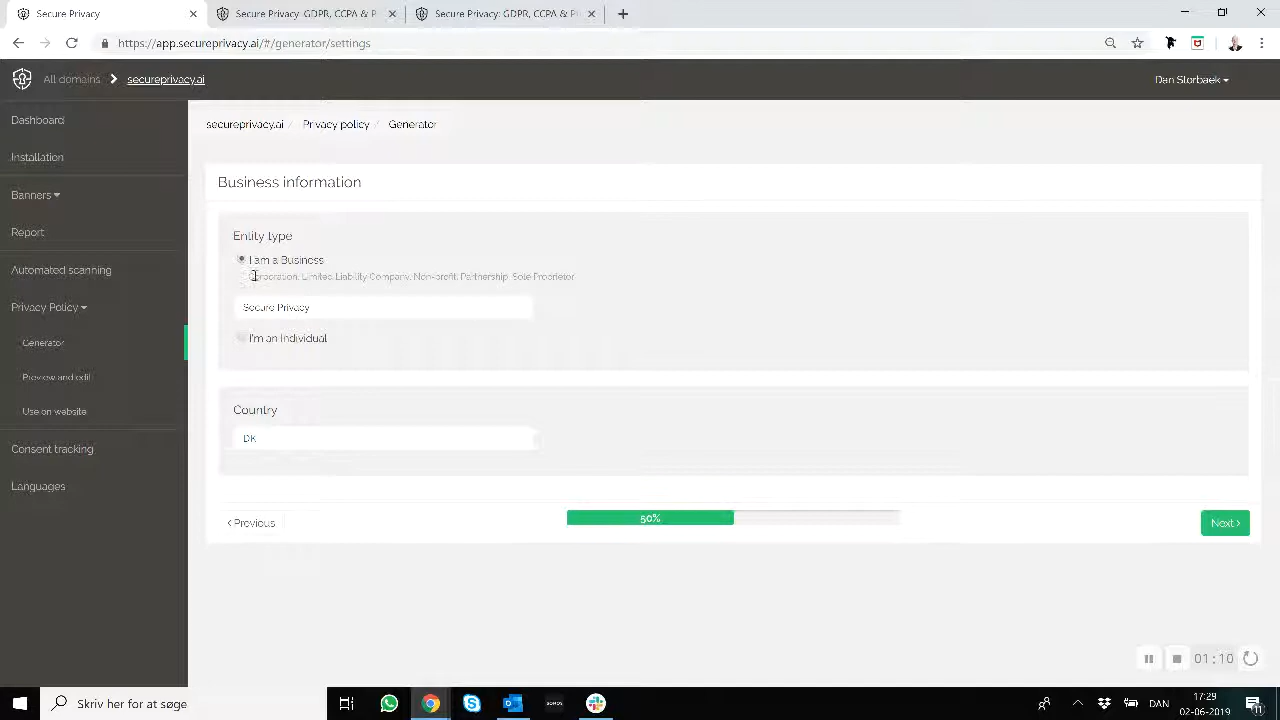 Secure Privacy
Secure Privacy: GDPR, CCPA & P
Secure Privacy: GDPR, CCPA & P
https://app.secureprivacy.ai/#/generator/settings
All domains
secureprivacy.ai
Dan Storbaek
Dashboard
Installation
Banners
Report
Automated scanning
Privacy Policy
Generator
Preview and edit
Use on website
Consent tracking
Languages
secureprivacy.ai / Privacy policy / Generator
Business information
Entity type
I am a Business
Corporation, Limited Liability Company, Non-profit, Partnership, Sole Proprietor
Secure Privacy
I'm an Individual
Country
DK
< Previous
50%
Next >
01:10
Skriv her for at søge
SONOS
DAN
17:29
02-06-2019